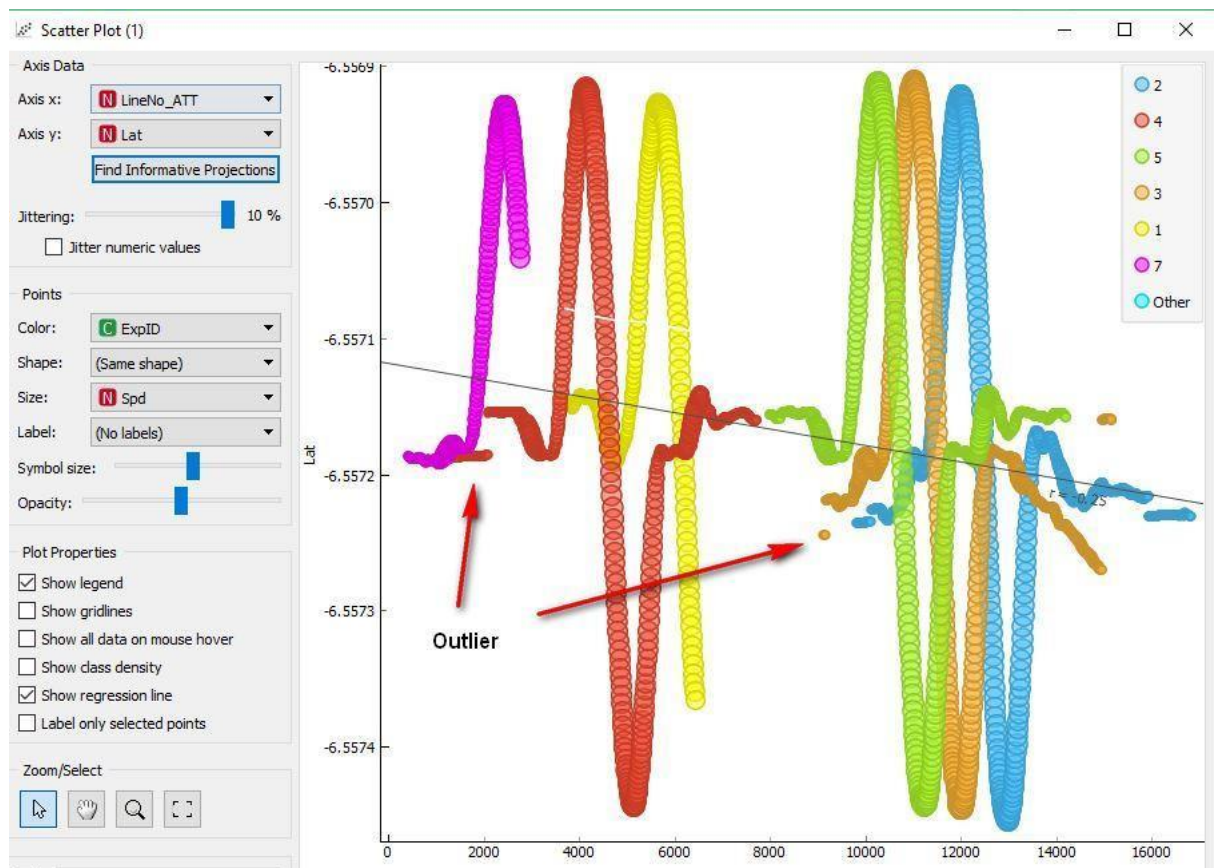 Scatter Plot (1)
Axis Data
Axis x: N LineNo_ATT
Axis y: N Lat
Find Informative Projections
Jittering: 10 %
Jitter numeric values
Points
Color: C ExpID
Shape: (Same shape)
Size: N Spd
Label: (No labels)
Symbol size:
Opacity:
Plot Properties
Show legend
Show gridlines
Show all data on mouse hover
Show class density
Show regression line
Label only selected points
Zoom/Select
-6.5569
-6.5570
-6.5571
-6.5572
-6.5573
-6.5574
Lat
2
4
5
3
1
7
Other
r = -0.25
Outlier
0 2000 4000 6000 8000 10000 12000 14000 16000